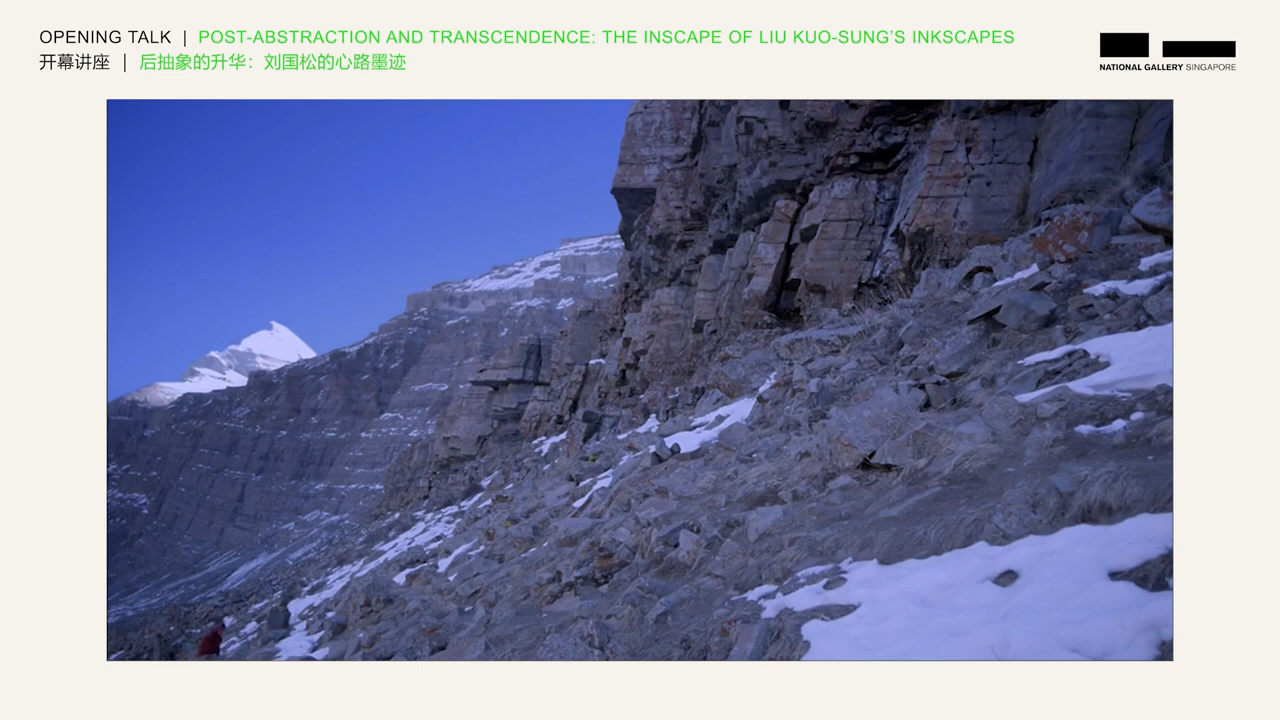 OPENING TALK | POST-ABSTRACTION AND TRANSCENDENCE: THE INSCAPE OF LIU KUO-SUNG'S INKSCAPES
开幕讲座 | 后抽象的升华：刘国松的心路墨迹
NATIONAL GALLERY SINGAPORE